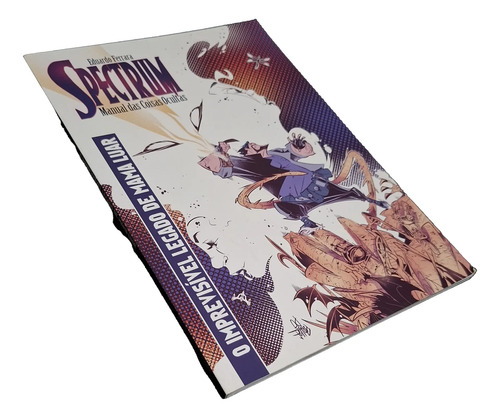 Eduardo Ferrara
SPECTRUM
Manual das Coisas Ocultas
O IMPREVISÍVEL LEGADO DE MAMA LUAR